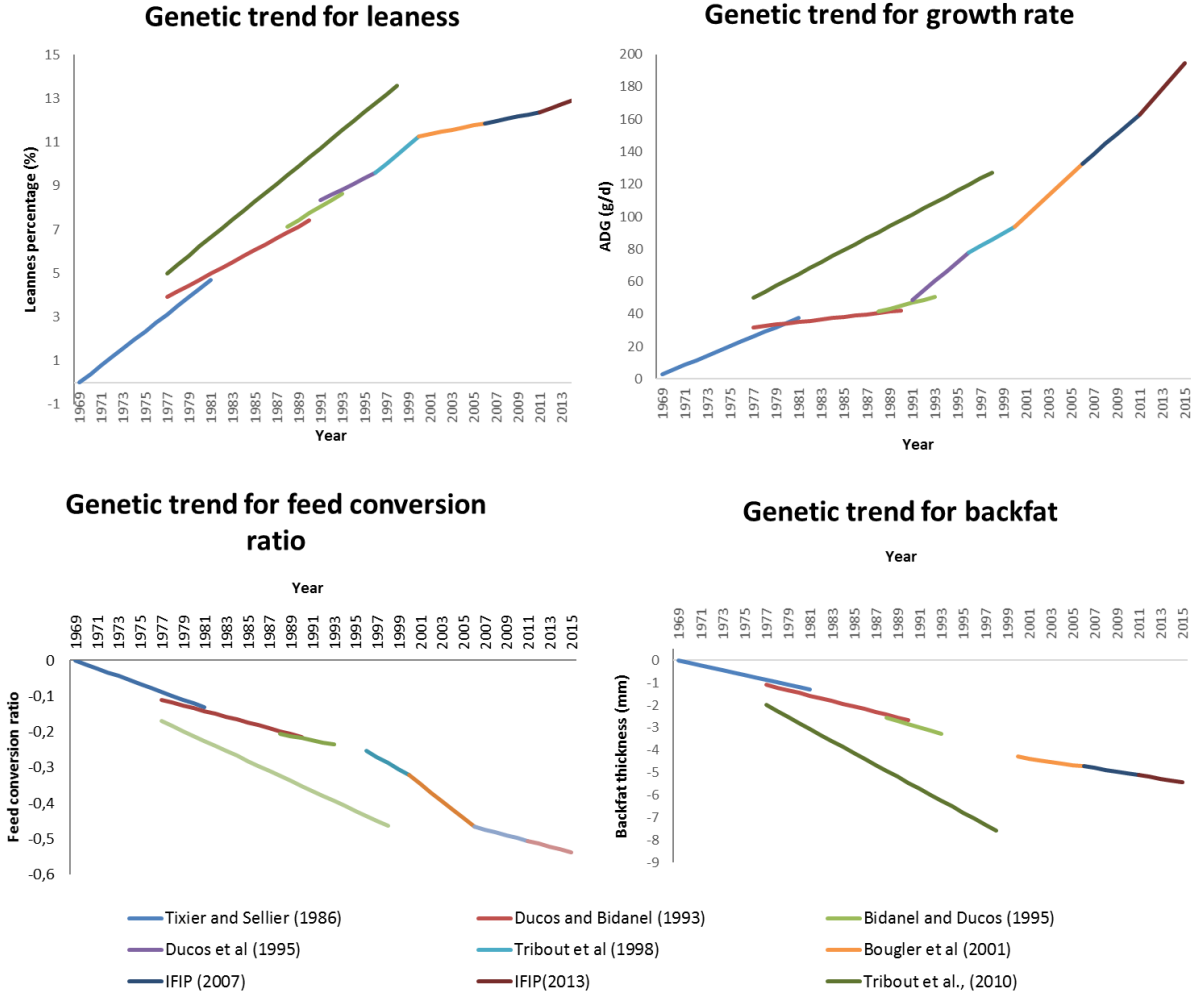 Genetic trend for leaness
15
13
11
9
7
5
3
1
-1
Leannes percentage (%)
1969 1971 1973 1975 1977 1979 1981 1983 1985 1987 1989 1991 1993 1995 1997 1999 2001 2003 2005 2007 2009 2011 2013
Year
Genetic trend for growth rate
200
180
160
140
120
100
80
60
40
20
0
ADG (g/d)
1969 1971 1973 1975 1977 1979 1981 1983 1985 1987 1989 1991 1993 1995 1997 1999 2001 2003 2005 2007 2009 2011 2013 2015
Year
Genetic trend for feed conversion
ratio
Year
1969 1971 1973 1975 1977 1979 1981 1983 1985 1987 1989 1991 1993 1995 1997 1999 2001 2003 2005 2007 2009 2011 2013 2015
0
-0,1
-0,2
-0,3
-0,4
-0,5
-0,6
Feed conversion ratio
Genetic trend for backfat
Year
1969 1971 1973 1975 1977 1979 1981 1983 1985 1987 1989 1991 1993 1995 1997 1999 2001 2003 2005 2007 2009 2011 2013 2015
0
-1
-2
-3
-4
-5
-6
-7
-8
-9
Backfat thickness (mm)
Tixier and Sellier (1986)
Ducos and Bidanel (1993)
Bidanel and Ducos (1995)
Ducos et al (1995)
Tribout et al (1998)
Bougler et al (2001)
IFIP (2007)
IFIP(2013)
Tribout et al., (2010)